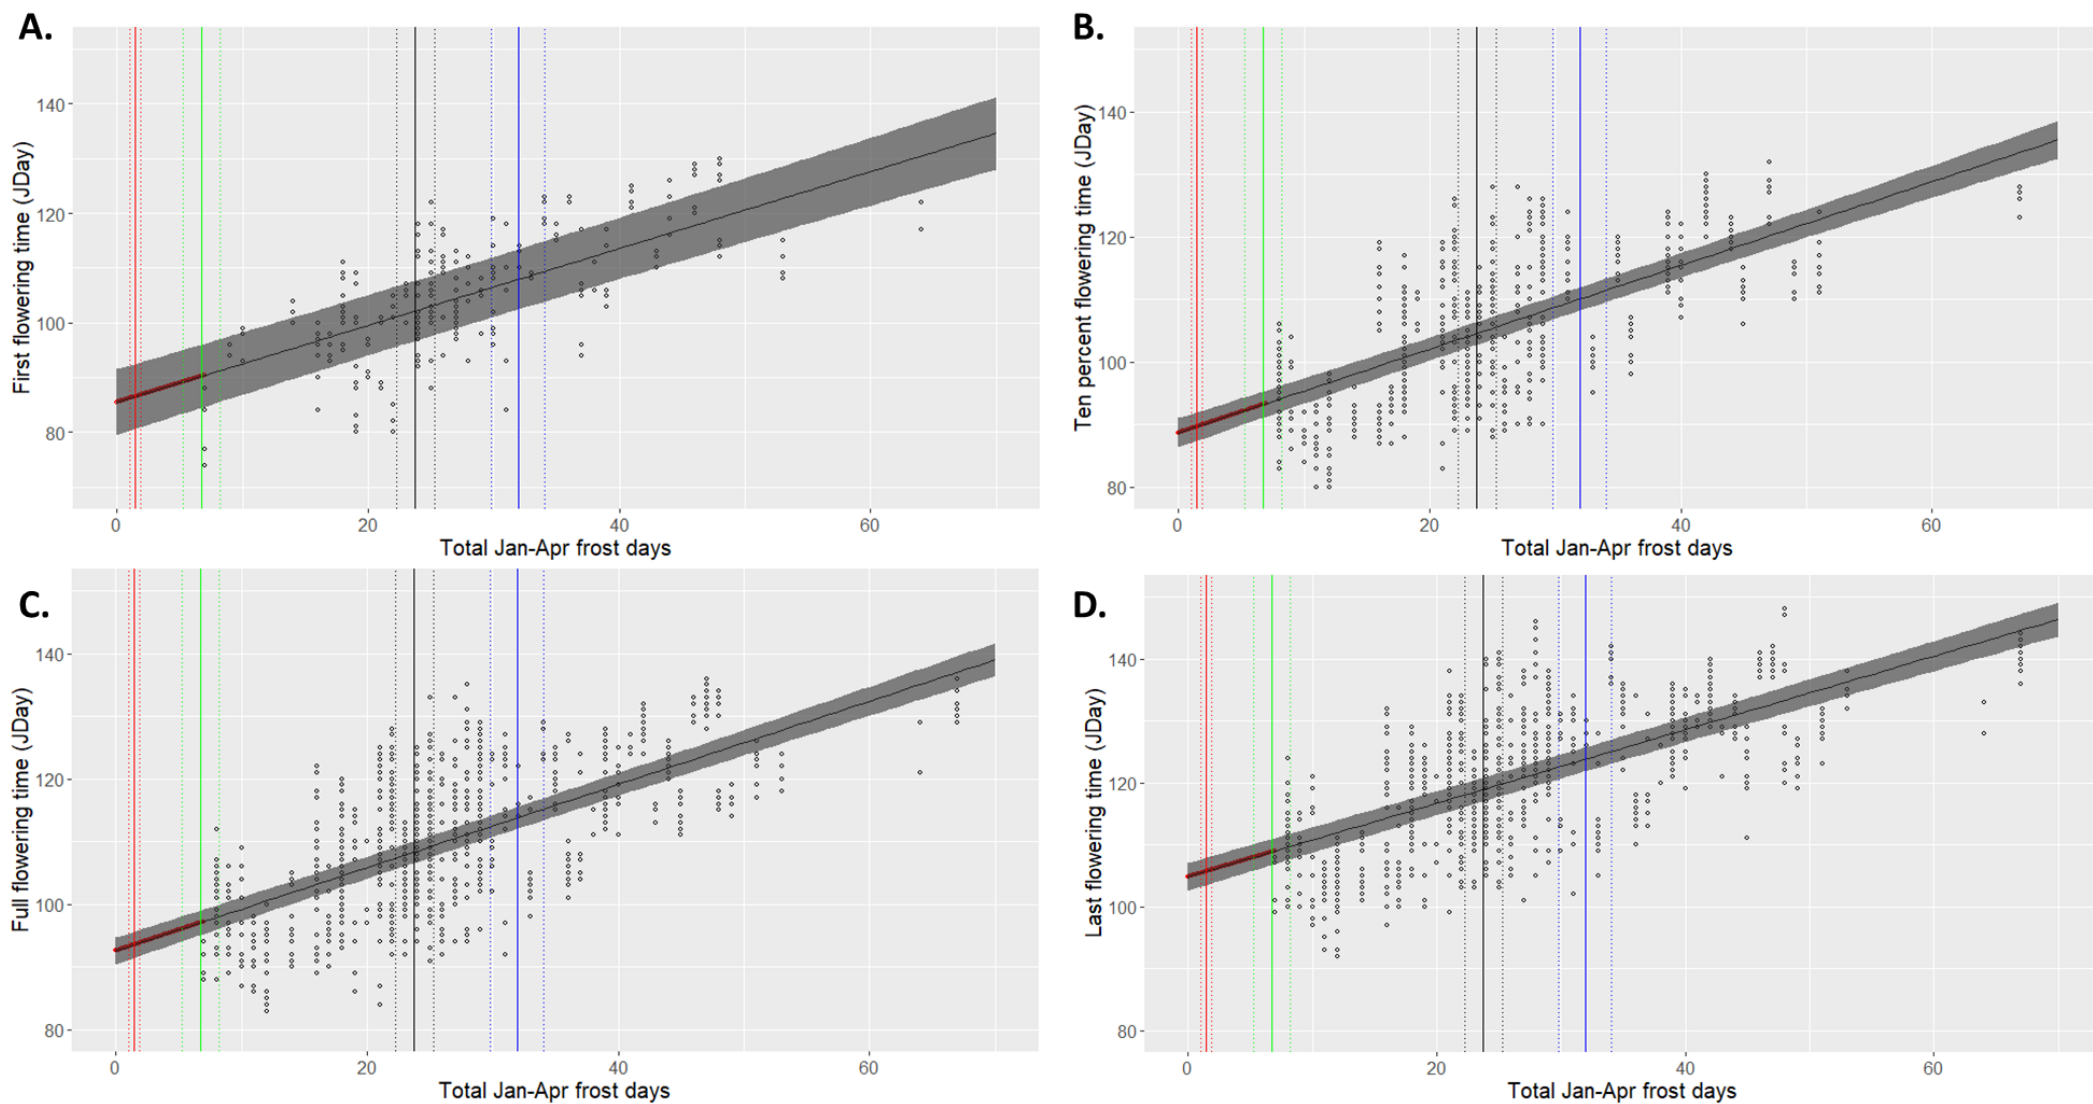 A.
First flowering time (JDay)
140
120
100
80
0 20 40 60
Total Jan-Apr frost days
B.
Ten percent flowering time (JDay)
140
120
100
80
0 20 40 60
Total Jan-Apr frost days
C.
Full flowering time (JDay)
140
120
100
80
0 20 40 60
Total Jan-Apr frost days
D.
Last flowering time (JDay)
140
120
100
80
0 20 40 60
Total Jan-Apr frost days